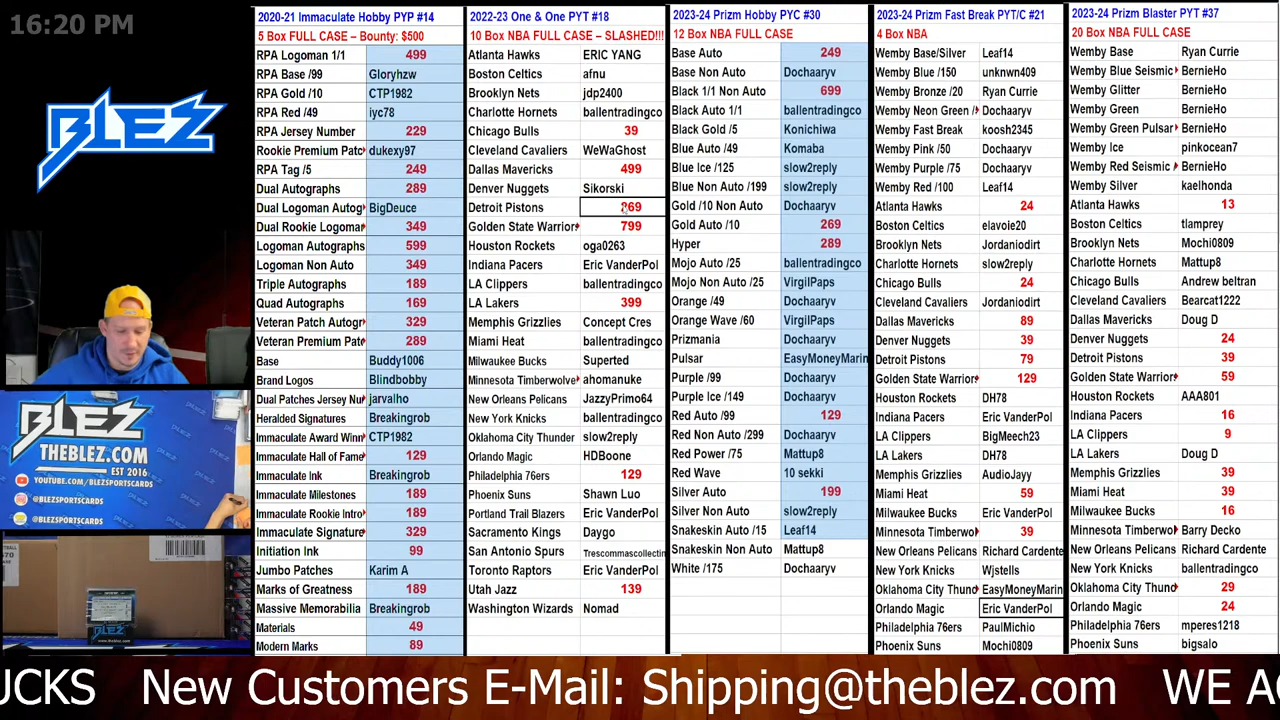 16:20 PM
BLEZ
BLEZ
THEBLEZ.COM
EST 2016
YOUTUBE.COM/BLEZSPORTSCARDS
@BLEZSPORTSCARDS
@BLEZSPORTSCARDS
BLEZ
2020-21 Immaculate Hobby PYP #14
5 Box FULL CASE – Bounty: $500
RPA Logoman 1/1 499
RPA Base /99 Gloryhzw
RPA Gold /10 CTP1982
RPA Red /49 iyc78
RPA Jersey Number 229
Rookie Premium Patc dukexy97
RPA Tag /5 249
Dual Autographs 289
Dual Logoman Autog BigDeuce
Dual Rookie Logoma 349
Logoman Autographs 599
Logoman Non Auto 349
Triple Autographs 189
Quad Autographs 169
Veteran Patch Autogr 329
Veteran Premium Pat 289
Base Buddy1006
Brand Logos Blindbobby
Dual Patches Jersey Nu jarvalho
Heralded Signatures Breakingrob
Immaculate Award Winn CTP1982
Immaculate Hall of Fame 129
Immaculate Ink Breakingrob
Immaculate Milestones 189
Immaculate Rookie Intro 189
Immaculate Signature 329
Initiation Ink 99
Jumbo Patches Karim A
Marks of Greatness 189
Massive Memorabilia Breakingrob
Materials 49
Modern Marks 89
2022-23 One & One PYT #18
10 Box NBA FULL CASE – SLASHED!!!
Atlanta Hawks ERIC YANG
Boston Celtics afnu
Brooklyn Nets jdp2400
Charlotte Hornets ballentradingco
Chicago Bulls 39
Cleveland Cavaliers WeWaGhost
Dallas Mavericks 499
Denver Nuggets Sikorski
Detroit Pistons 269
Golden State Warrior 799
Houston Rockets oga0263
Indiana Pacers Eric VanderPol
LA Clippers ballentradingco
LA Lakers 399
Memphis Grizzlies Concept Cres
Miami Heat ballentradingco
Milwaukee Bucks Superted
Minnesota Timberwolve ahomanuke
New Orleans Pelicans JazzyPrimo64
New York Knicks ballentradingco
Oklahoma City Thunder slow2reply
Orlando Magic HDBoone
Philadelphia 76ers 129
Phoenix Suns Shawn Luo
Portland Trail Blazers Eric VanderPol
Sacramento Kings Daygo
San Antonio Spurs Trescommascollectin
Toronto Raptors Eric VanderPol
Utah Jazz 139
Washington Wizards Nomad
2023-24 Prizm Hobby PYC #30
12 Box NBA FULL CASE
Base Auto 249
Base Non Auto Dochaaryv
Black 1/1 Non Auto 699
Black Auto 1/1 ballentradingco
Black Gold /5 Konichiwa
Blue Auto /49 Komaba
Blue Ice /125 slow2reply
Blue Non Auto /199 slow2reply
Gold /10 Non Auto Dochaaryv
Gold Auto /10 269
Hyper 289
Mojo Auto /25 ballentradingco
Mojo Non Auto /25 VirgilPaps
Orange /49 Dochaaryv
Orange Wave /60 VirgilPaps
Prizmania Dochaaryv
Pulsar EasyMoneyMarin
Purple /99 Dochaaryv
Purple Ice /149 Dochaaryv
Red Auto /99 129
Red Non Auto /299 Dochaaryv
Red Power /75 Mattup8
Red Wave 10 sekki
Silver Auto 199
Silver Non Auto slow2reply
Snakeskin Auto /15 Leaf14
Snakeskin Non Auto Mattup8
White /175 Dochaaryv
2023-24 Prizm Fast Break PYT/C #21
4 Box NBA
Wemby Base/Silver Leaf14
Wemby Blue /150 unknwn409
Wemby Bronze /20 Ryan Currie
Wemby Neon Green / Dochaaryv
Wemby Fast Break koosh2345
Wemby Pink /50 Dochaaryv
Wemby Purple /75 Dochaaryv
Wemby Red /100 Leaf14
Atlanta Hawks 24
Boston Celtics elavoie20
Brooklyn Nets Jordaniodirt
Charlotte Hornets slow2reply
Chicago Bulls 24
Cleveland Cavaliers Jordaniodirt
Dallas Mavericks 89
Denver Nuggets 39
Detroit Pistons 79
Golden State Warrior 129
Houston Rockets DH78
Indiana Pacers Eric VanderPol
LA Clippers BigMeech23
LA Lakers DH78
Memphis Grizzlies AudioJayy
Miami Heat 59
Milwaukee Bucks Eric VanderPol
Minnesota Timberwo 39
New Orleans Pelicans Richard Cardente
New York Knicks Wjstells
Oklahoma City Thund EasyMoneyMarin
Orlando Magic Eric VanderPol
Philadelphia 76ers PaulMichio
Phoenix Suns Mochi0809
2023-24 Prizm Blaster PYT #37
20 Box NBA FULL CASE
Wemby Base Ryan Currie
Wemby Blue Seismic BernieHo
Wemby Glitter BernieHo
Wemby Green BernieHo
Wemby Green Pulsar BernieHo
Wemby Ice pinkocean7
Wemby Red Seismic BernieHo
Wemby Silver kaelhonda
Atlanta Hawks 13
Boston Celtics tlamprey
Brooklyn Nets Mochi0809
Charlotte Hornets Mattup8
Chicago Bulls Andrew beltran
Cleveland Cavaliers Bearcat1222
Dallas Mavericks Doug D
Denver Nuggets 24
Detroit Pistons 39
Golden State Warrior 59
Houston Rockets AAA801
Indiana Pacers 16
LA Clippers 9
LA Lakers Doug D
Memphis Grizzlies 39
Miami Heat 39
Milwaukee Bucks 16
Minnesota Timberwo Barry Decko
New Orleans Pelicans Richard Cardente
New York Knicks ballentradingco
Oklahoma City Thund 29
Orlando Magic 24
Philadelphia 76ers mperes1218
Phoenix Suns bigsalo
UCKS New Customers E-Mail: Shipping@theblez.com WE A